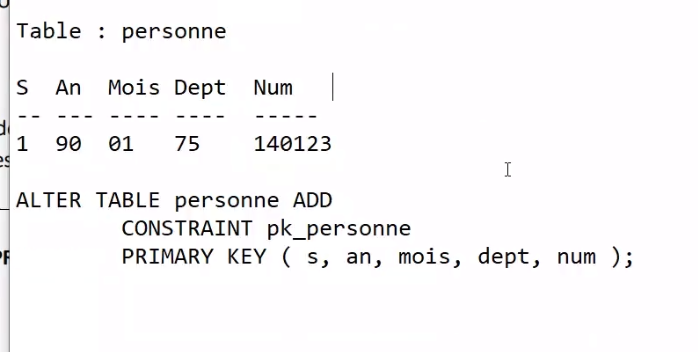 Table : personne
S  An  Mois Dept  Num
-- --- ---- ----  -----
1  90  01   75    140123
ALTER TABLE personne ADD
        CONSTRAINT pk_personne
        PRIMARY KEY ( s, an, mois, dept, num );